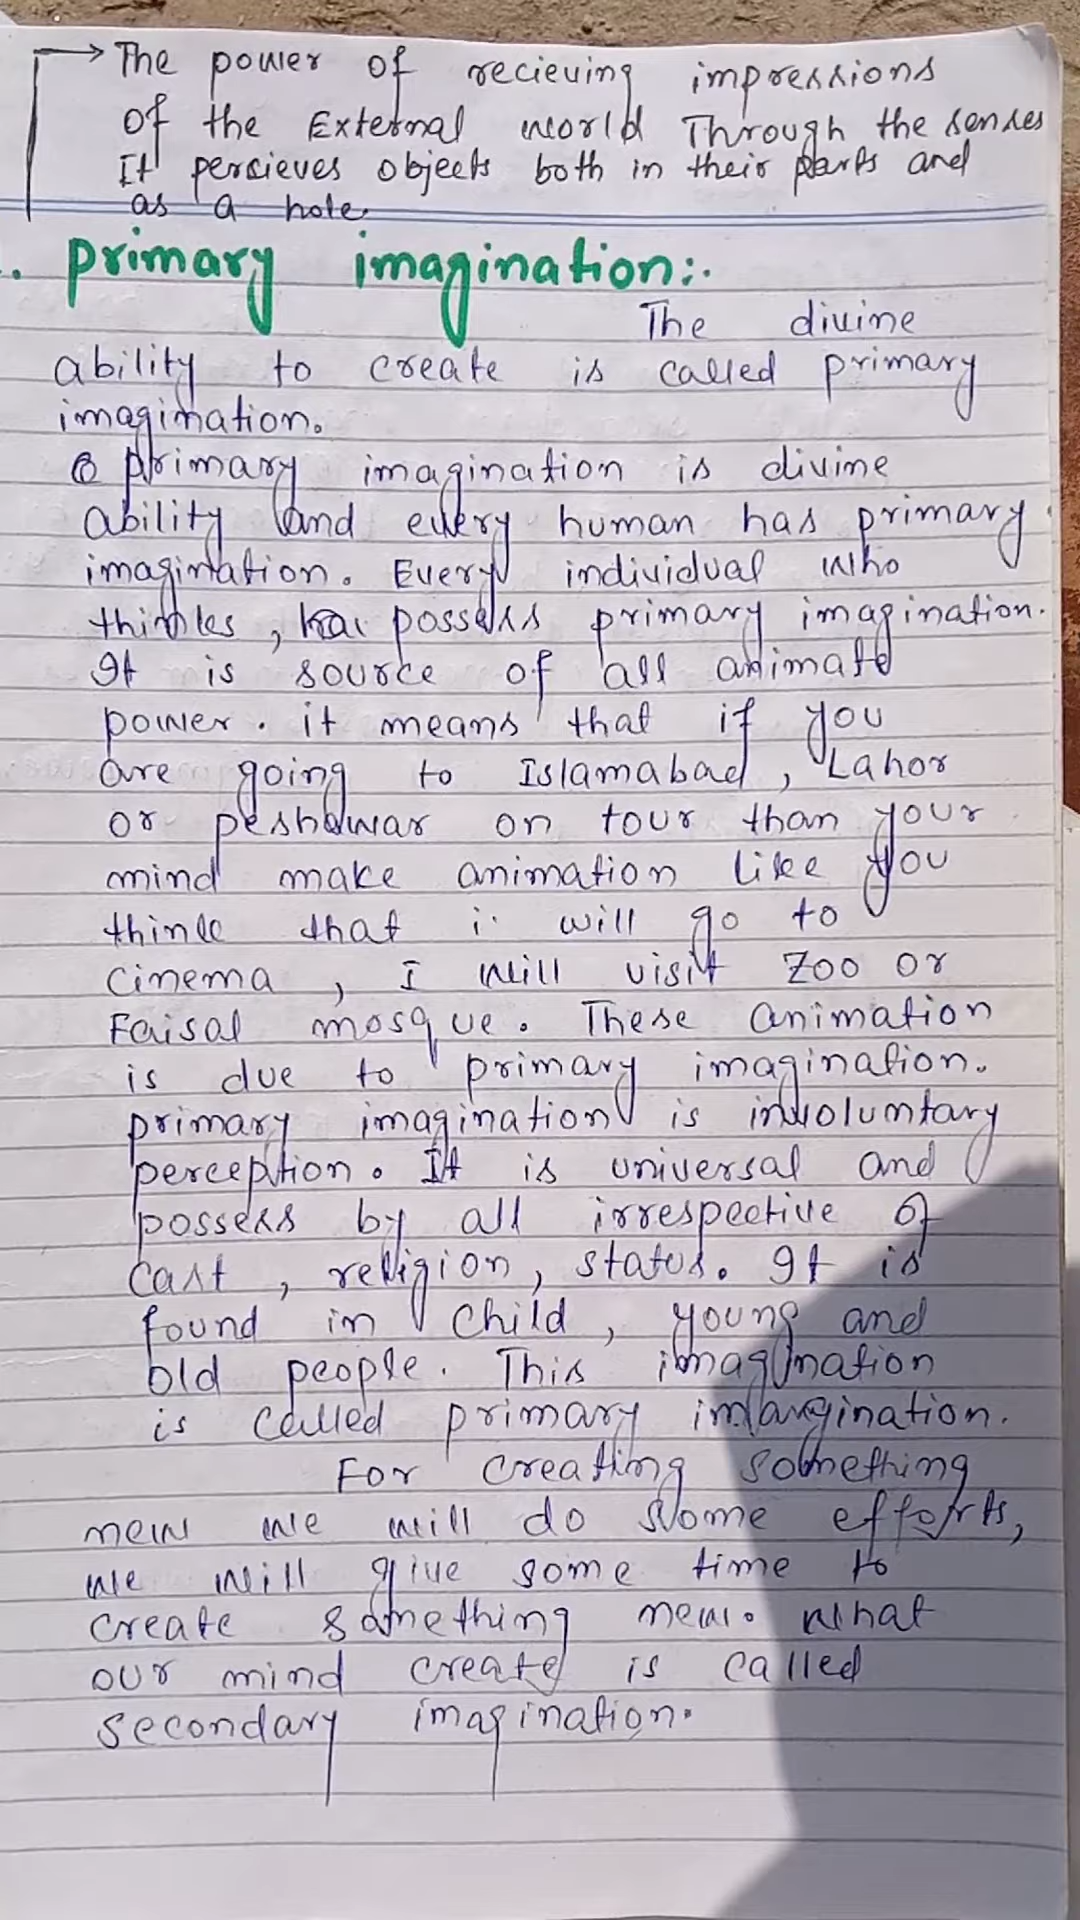 The power of recieving impressions
of the External world Through the senses
It percieves objects both in their parts and
as a hole.
. primary imagination:.
The divine
ability to create is called primary
imagination.
primary imagination is divine
ability and every human has primary
imagination. Every individual who
thinkes, possess primary imagination.
It is source of all animate
power. it means that if you
are going to Islamabad, Lahor
or peshawar on tour than your
mind make animation like you
think that i will go to
cinema, I will visit Zoo or
Faisal mosque. These animation
is due to primary imagination.
primary imagination is involuntary
perception. It is universal and
possess by all irrespective of
cast, religion, status. It is
found in child, young and
old people. This imagination
is called primary imangination.
For creating something
new we will do some efforts,
we will give some time to
create something new. what
our mind create is called
secondary imagination.